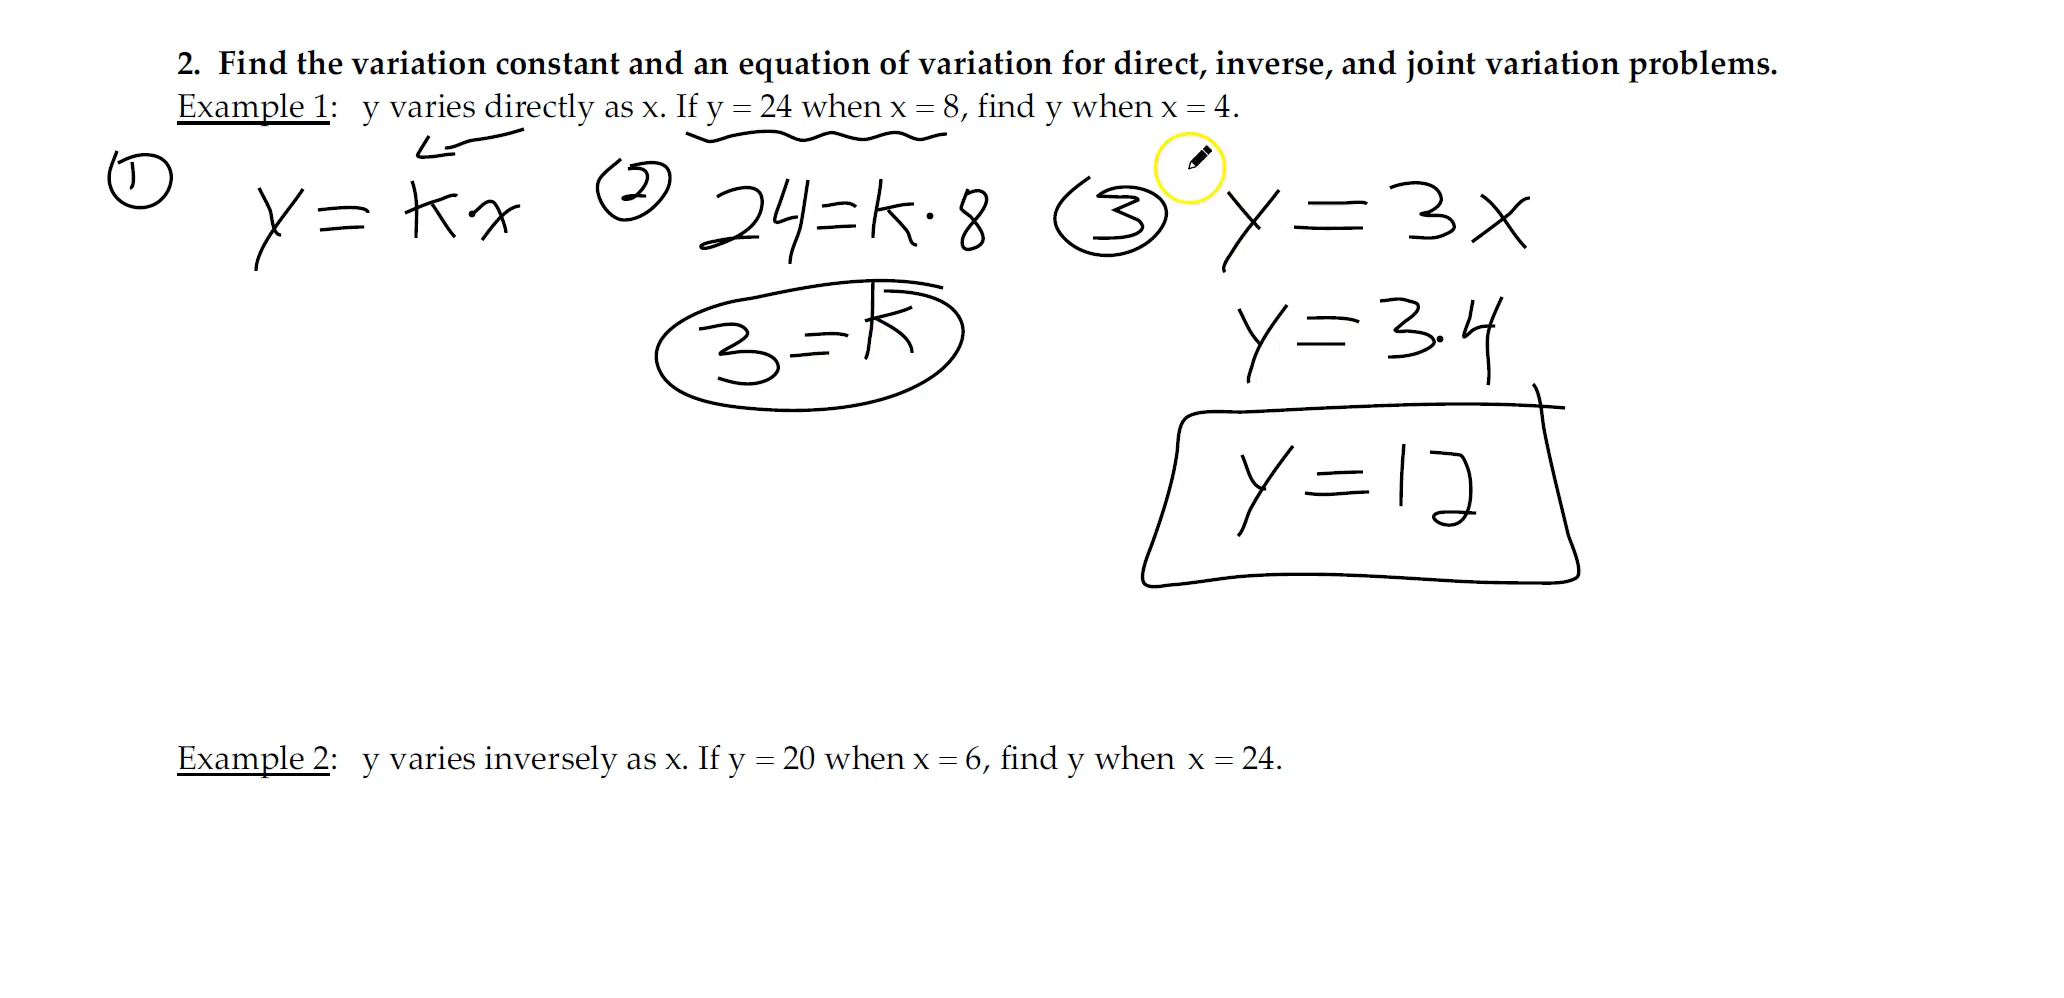 2. Find the variation constant and an equation of variation for direct, inverse, and joint variation problems.
Example 1: y varies directly as x. If y = 24 when x = 8, find y when x = 4.
① y = kx ② 24 = k · 8 ③ y = 3x
3 = k y = 3 · 4
y = 12
Example 2: y varies inversely as x. If y = 20 when x = 6, find y when x = 24.